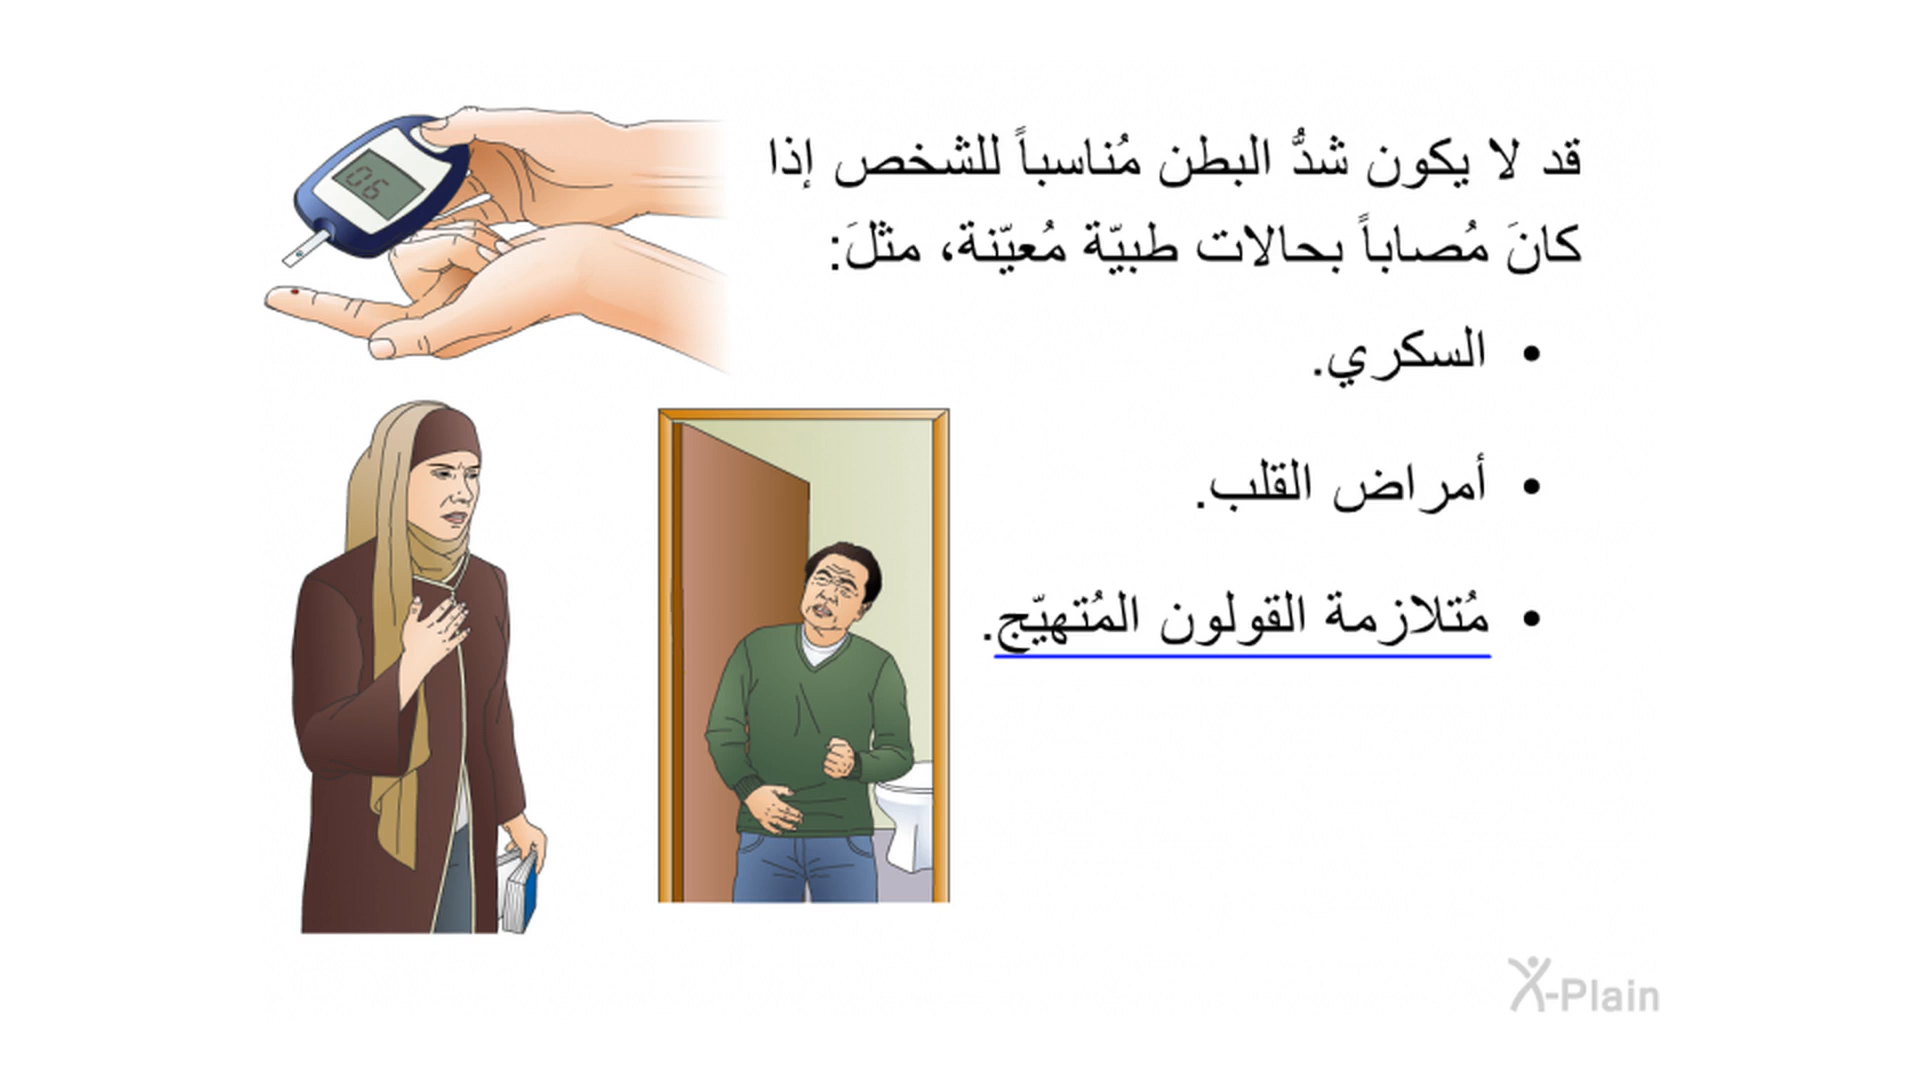 قد لا يكون شدُّ البطن مُناسباً للشخص إذا
كانَ مُصاباً بحالات طبيّة مُعيّنة، مثلَ:
• السكري.
• أمراض القلب.
• مُتلازمة القولون المُتهيّج.
06
X-Plain